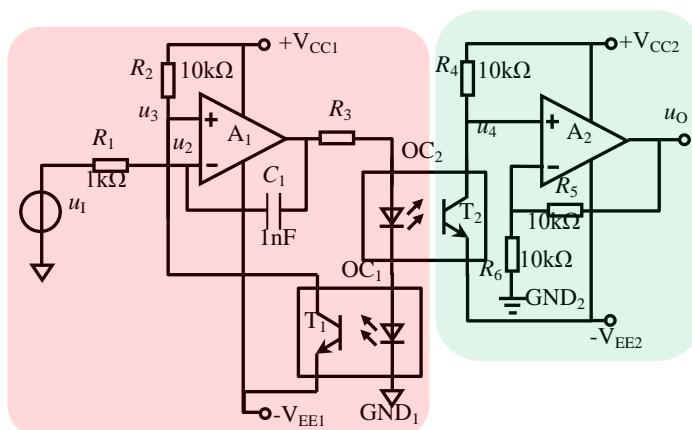 +V_CC1
+V_CC2
R_2
10kΩ
R_4
10kΩ
u_3
+
A_1
R_3
u_4
+
A_2
u_O
R_1
u_2
−
OC_2
−
1kΩ
C_1
R_5
u_I
1nF
T_2
10kΩ
OC_1
R_6
10kΩ
T_1
GND_2
-V_EE2
GND_1
-V_EE1